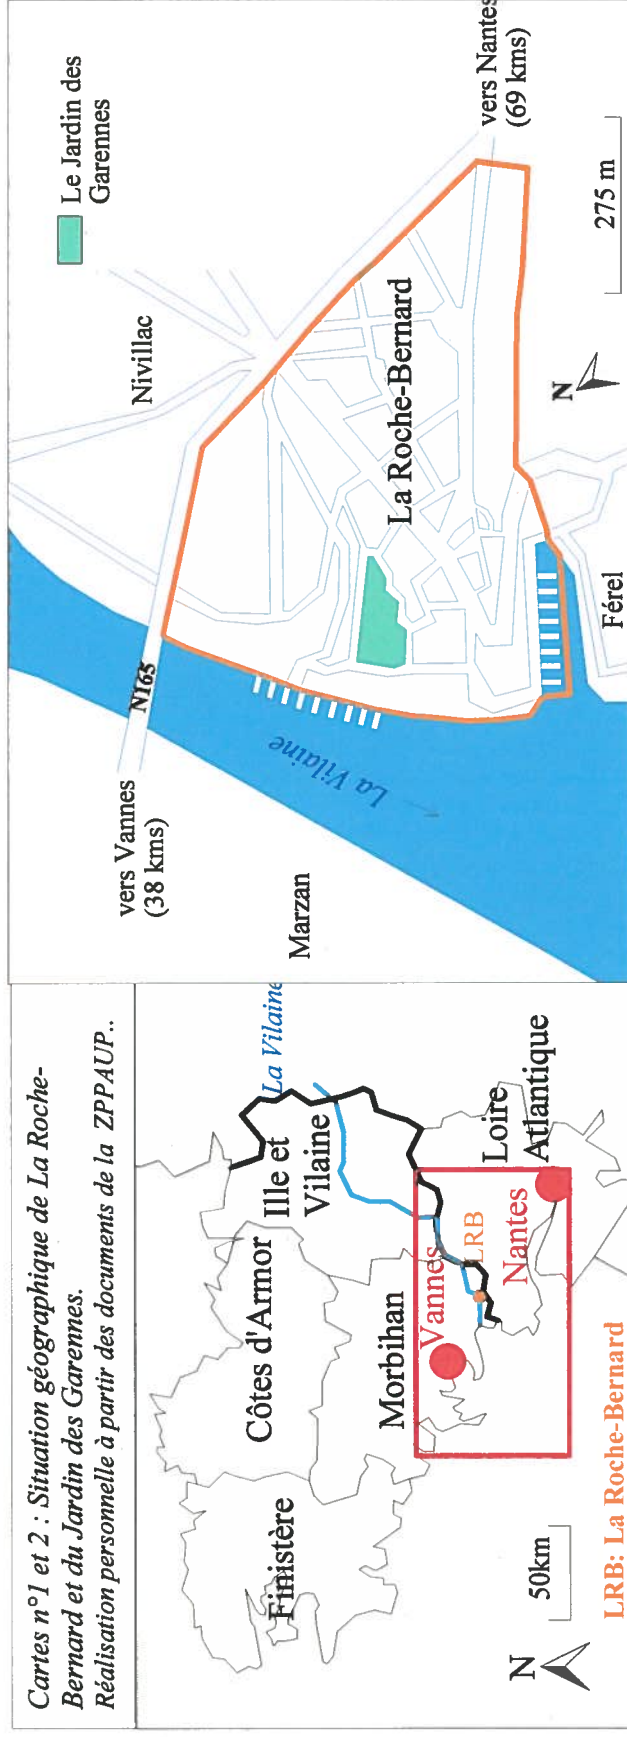 Cartes n°1 et 2 : Situation géographique de La Roche-
Bernard et du Jardin des Garennes.
Réalisation personnelle à partir des documents de la ZPPAUP..
Finistère
Côtes d'Armor
Ille et
Vilaine
La Vilaine
Morbihan
Vannes
LRB
Loire
Atlantique
Nantes
N
50km
LRB: La Roche-Bernard
Le Jardin des
Garennes
Nivillac
vers Nantes
(69 kms)
N165
vers Vannes
(38 kms)
La Vilaine
Marzan
La Roche-Bernard
Férel
N
275 m